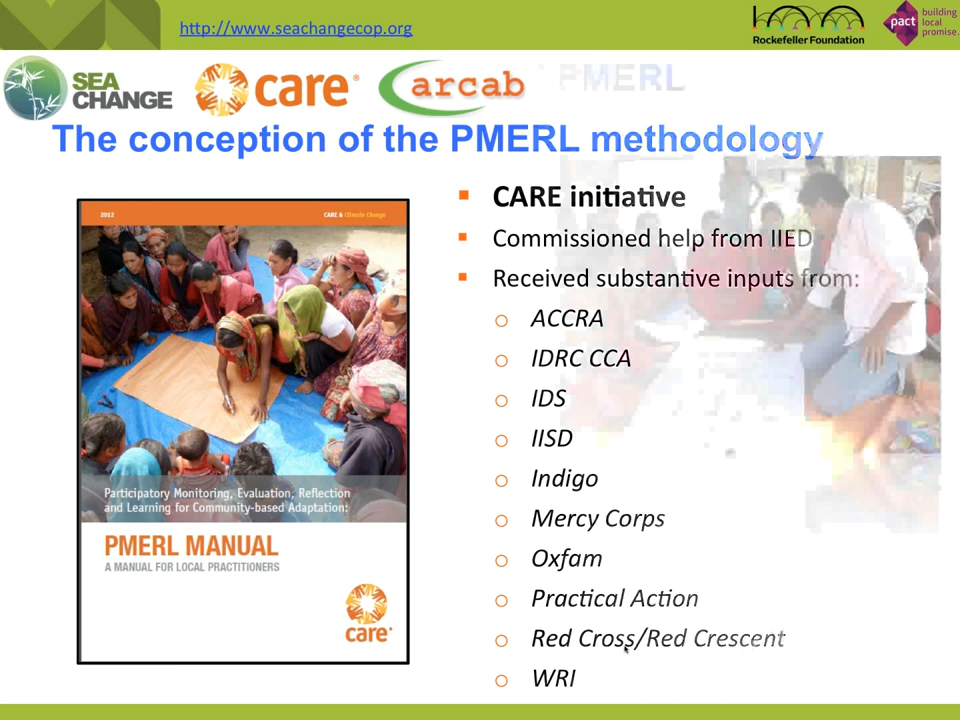 http://www.seachangecop.org
Rockefeller Foundation
pact
building
local
promise.
SEA
CHANGE
care®
arcab
PMERL
The conception of the PMERL methodology
2012
CARE & Climate Change
Participatory Monitoring, Evaluation, Reflection
and Learning for Community-based Adaptation:
PMERL MANUAL
A MANUAL FOR LOCAL PRACTITIONERS
care®
▪ CARE initiative
▪ Commissioned help from IIED
▪ Received substantive inputs from:
o ACCRA
o IDRC CCA
o IDS
o IISD
o Indigo
o Mercy Corps
o Oxfam
o Practical Action
o Red Cross/Red Crescent
o WRI